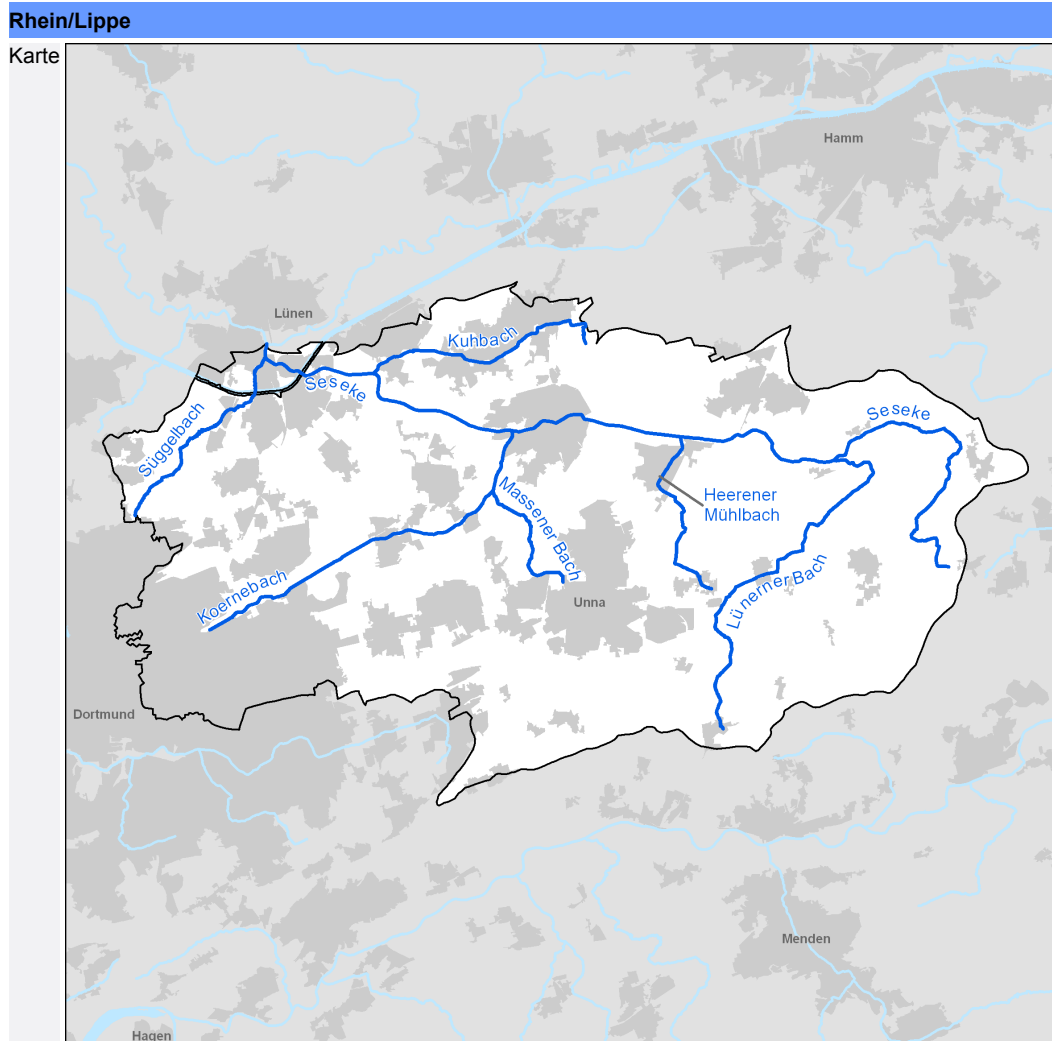 Rhein/Lippe
Karte
Hamm
Lünen
Kuhbach
Seseke
Seseke
Süggelbach
Massener Bach
Heerener
Mühlbach
Koernebach
Lünerner Bach
Unna
Dortmund
Menden
Hagen